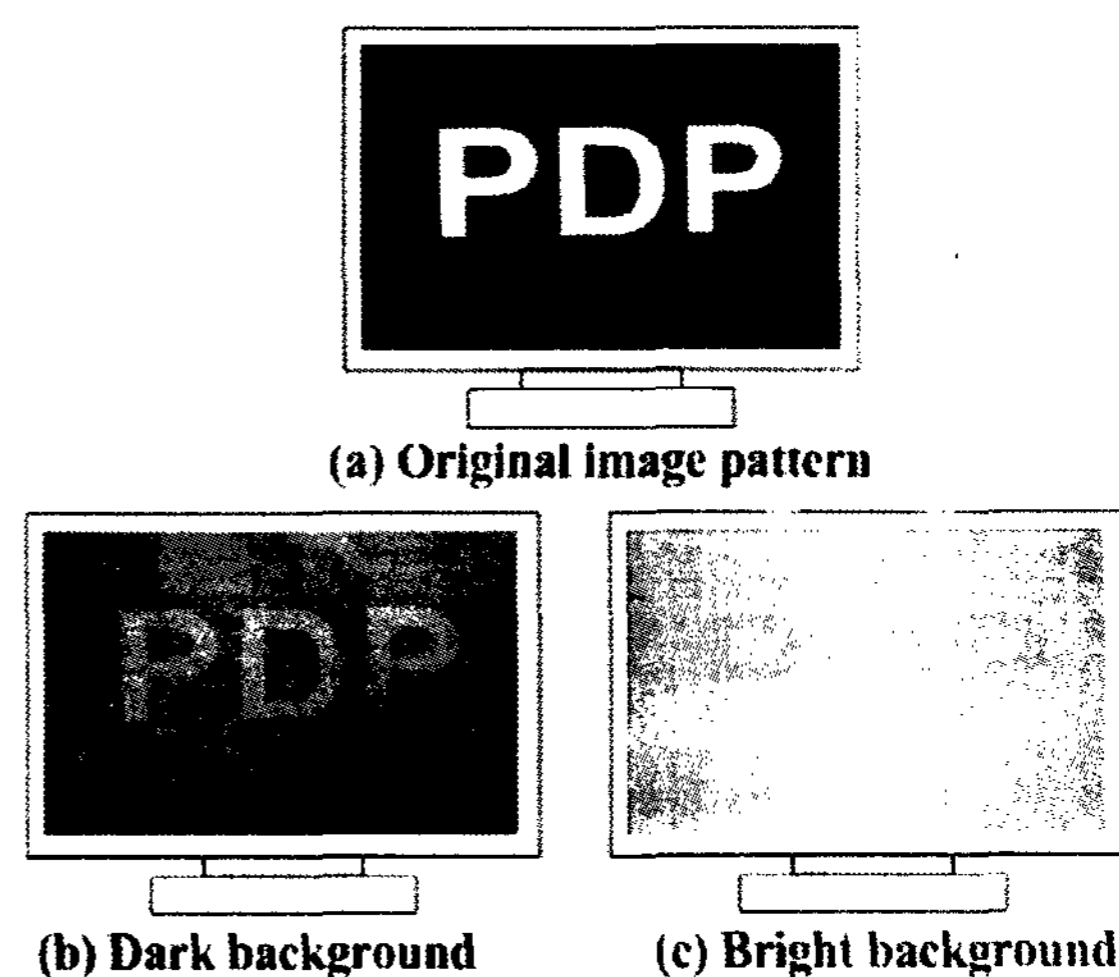 PDP
(a) Original image pattern
PDP
(b) Dark background
(c) Bright background